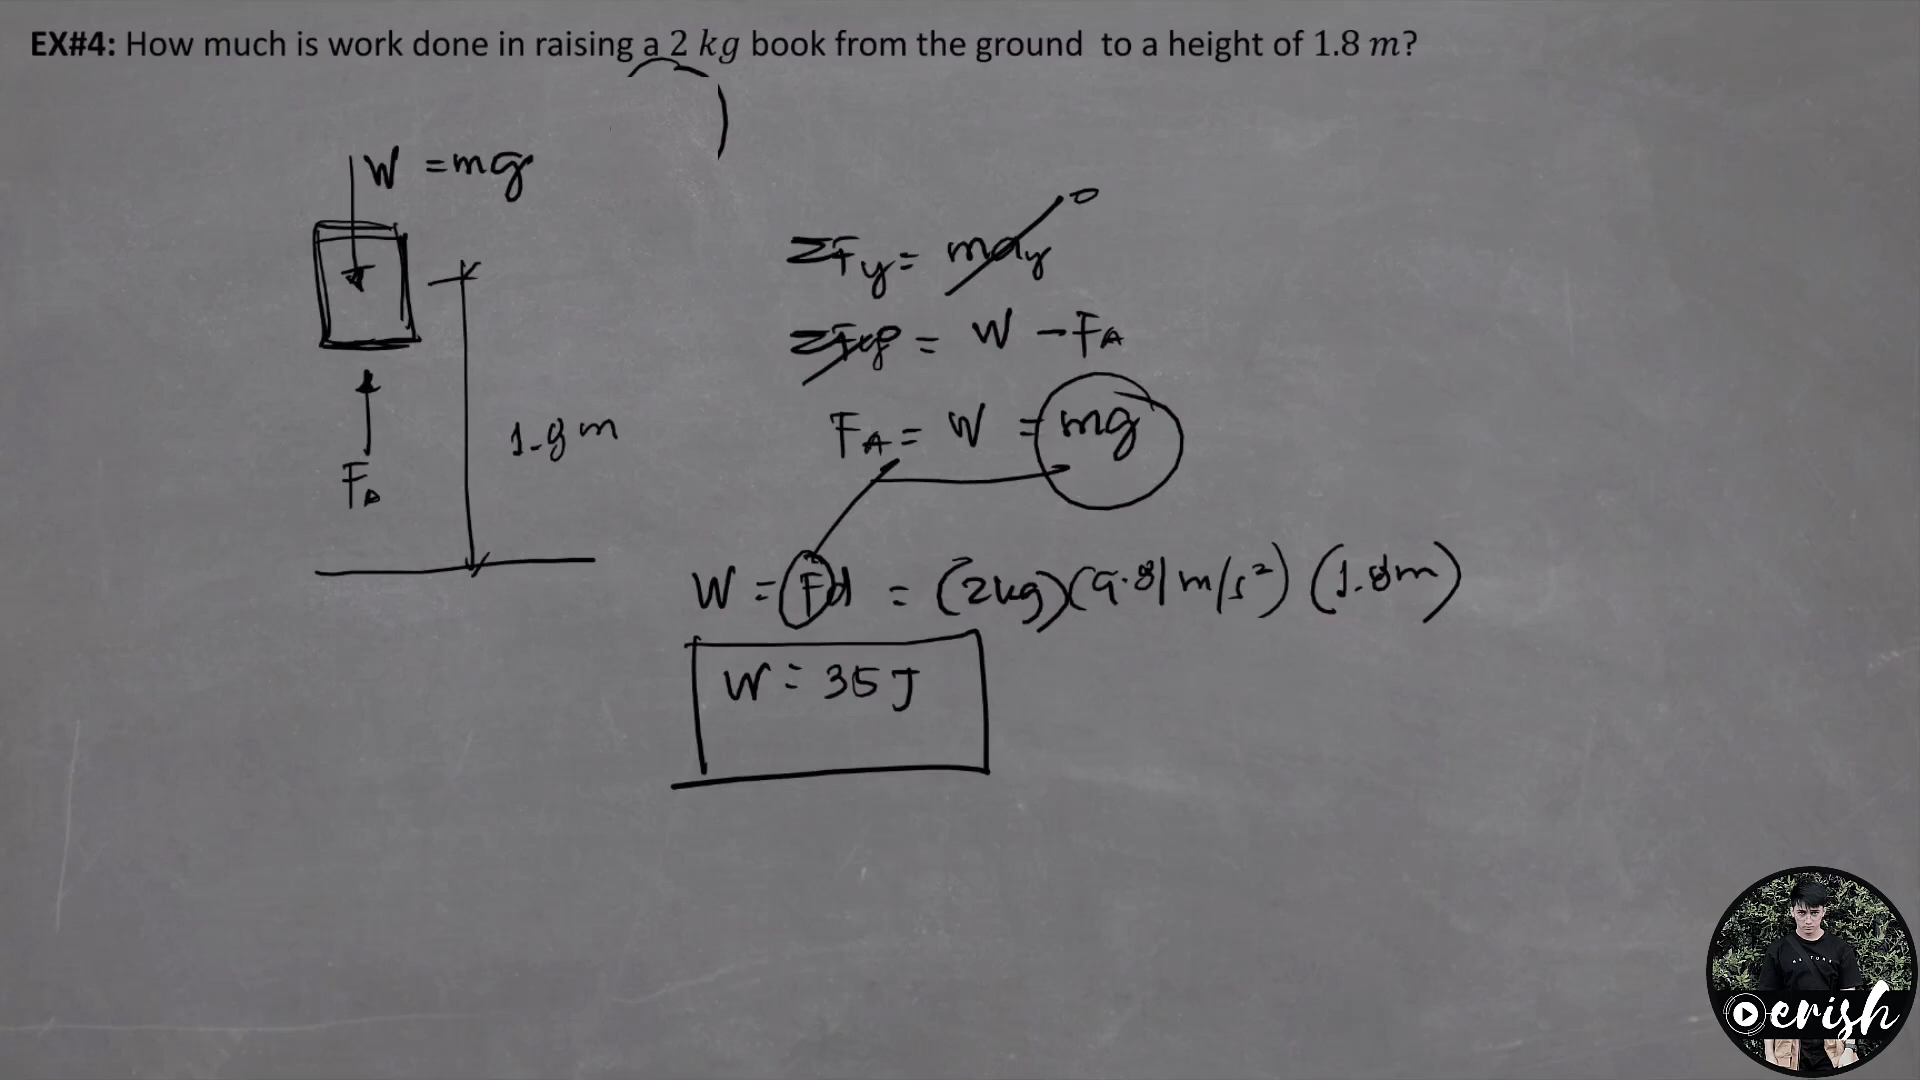 EX#4: How much is work done in raising a 2 kg book from the ground to a height of 1.8 m?
W = mg
ΣFy = may 0
ΣFy = W - FA
FA = W = mg
1.8 m
FA
W = Fd = (2kg)(9.81 m/s²)(1.8m)
W = 35 J
erish